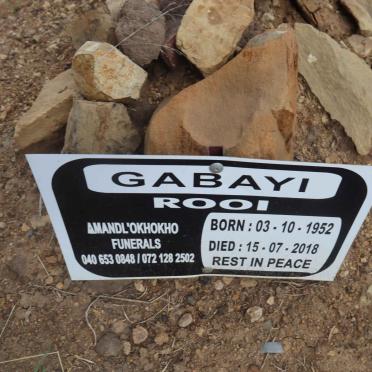 GABAYI
ROOI
AMANDL'OKHOKHO
FUNERALS
040 653 0848 / 072 128 2502
BORN : 03 - 10 - 1952
DIED : 15 - 07 - 2018
REST IN PEACE